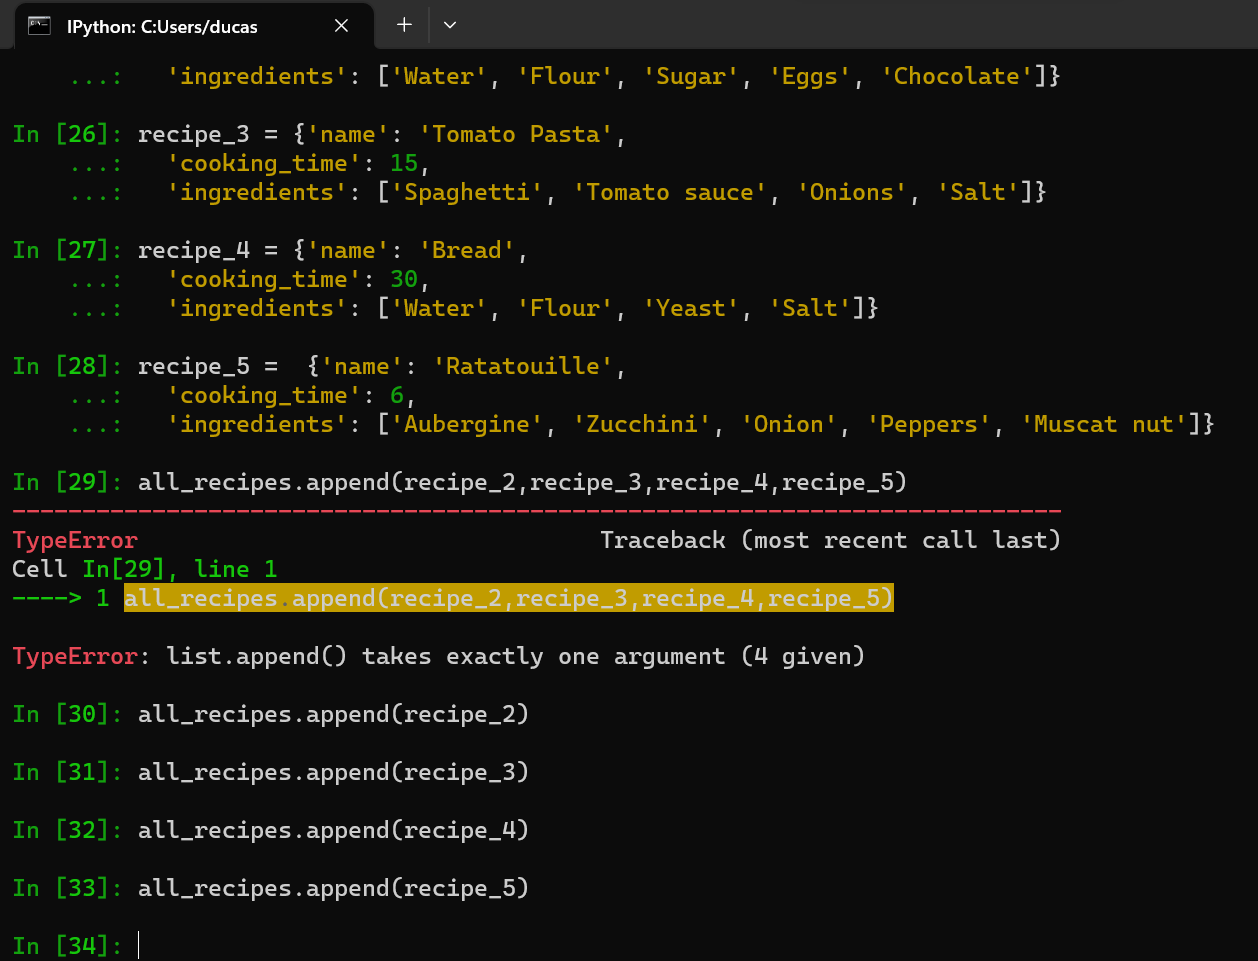 IPython: C:Users/ducas
...: 'ingredients': ['Water', 'Flour', 'Sugar', 'Eggs', 'Chocolate']}
In [26]: recipe_3 = {'name': 'Tomato Pasta',
...: 'cooking_time': 15,
...: 'ingredients': ['Spaghetti', 'Tomato sauce', 'Onions', 'Salt']}
In [27]: recipe_4 = {'name': 'Bread',
...: 'cooking_time': 30,
...: 'ingredients': ['Water', 'Flour', 'Yeast', 'Salt']}
In [28]: recipe_5 =  {'name': 'Ratatouille',
...: 'cooking_time': 6,
...: 'ingredients': ['Aubergine', 'Zucchini', 'Onion', 'Peppers', 'Muscat nut']}
In [29]: all_recipes.append(recipe_2,recipe_3,recipe_4,recipe_5)
---------------------------------------------------------------------------
TypeError                                 Traceback (most recent call last)
Cell In[29], line 1
----> 1 all_recipes.append(recipe_2,recipe_3,recipe_4,recipe_5)
TypeError: list.append() takes exactly one argument (4 given)
In [30]: all_recipes.append(recipe_2)
In [31]: all_recipes.append(recipe_3)
In [32]: all_recipes.append(recipe_4)
In [33]: all_recipes.append(recipe_5)
In [34]: